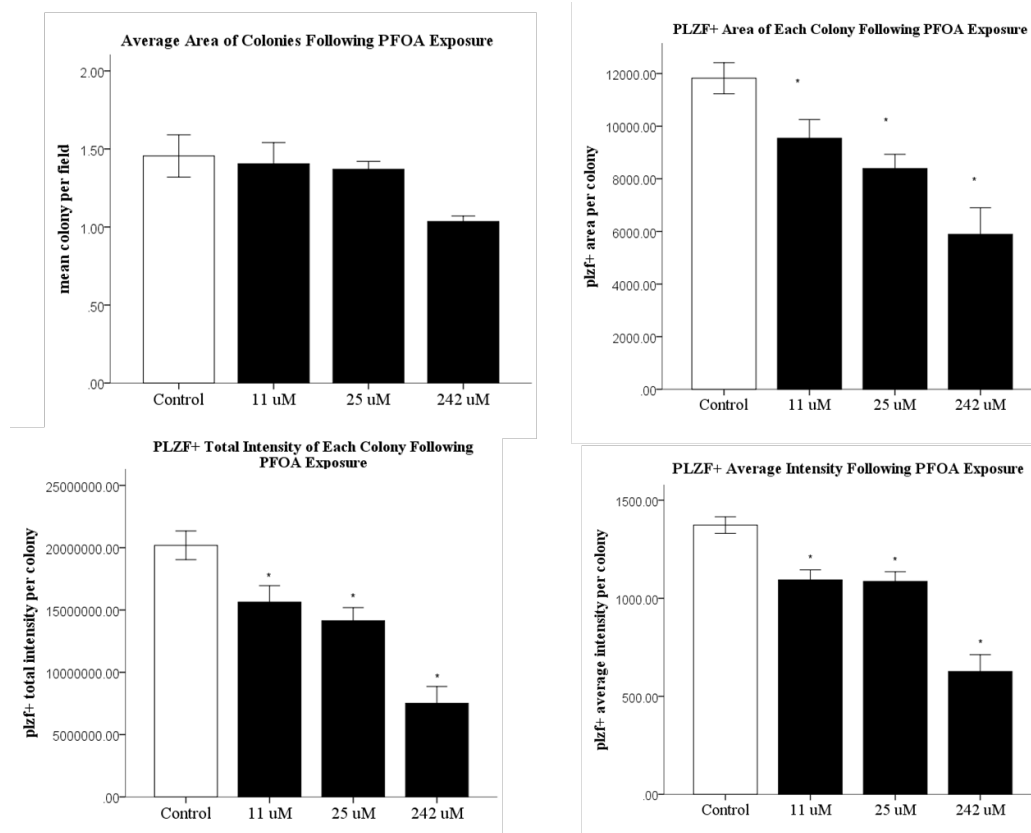 Average Area of Colonies Following PFOA Exposure
mean colony per field
2.00
1.50
1.00
.50
.00
Control 11 uM 25 uM 242 uM
PLZF+ Area of Each Colony Following PFOA Exposure
plzf+ area per colony
12000.00
10000.00
8000.00
6000.00
4000.00
2000.00
.00
* * *
Control 11 uM 25 uM 242 uM
PLZF+ Total Intensity of Each Colony Following
PFOA Exposure
plzf+ total intensity per colony
25000000.00
20000000.00
15000000.00
10000000.00
5000000.00
.00
* * *
Control 11 uM 25 uM 242 uM
PLZF+ Average Intensity Following PFOA Exposure
plzf+ average intensity per colony
1500.00
1000.00
500.00
.00
* * *
Control 11 uM 25 uM 242 uM